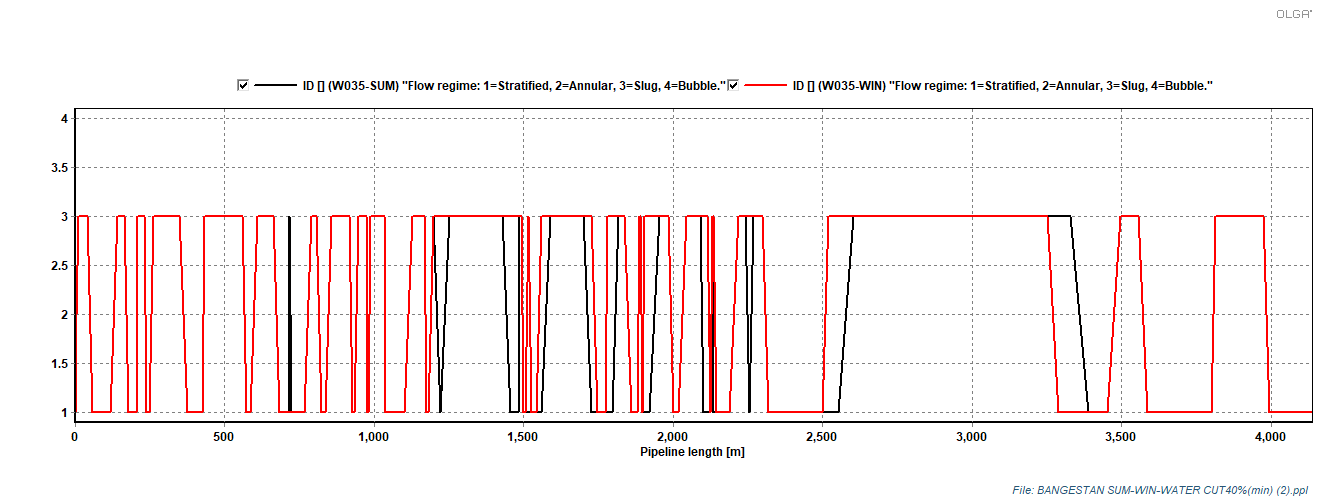 OLGA
ID [] (W035-SUM) "Flow regime: 1=Stratified, 2=Annular, 3=Slug, 4=Bubble." ID [] (W035-WIN) "Flow regime: 1=Stratified, 2=Annular, 3=Slug, 4=Bubble."
4
3.5
3
2.5
2
1.5
1
0 500 1,000 1,500 2,000 2,500 3,000 3,500 4,000
Pipeline length [m]
File: BANGESTAN SUM-WIN-WATER CUT40%(min) (2).ppl